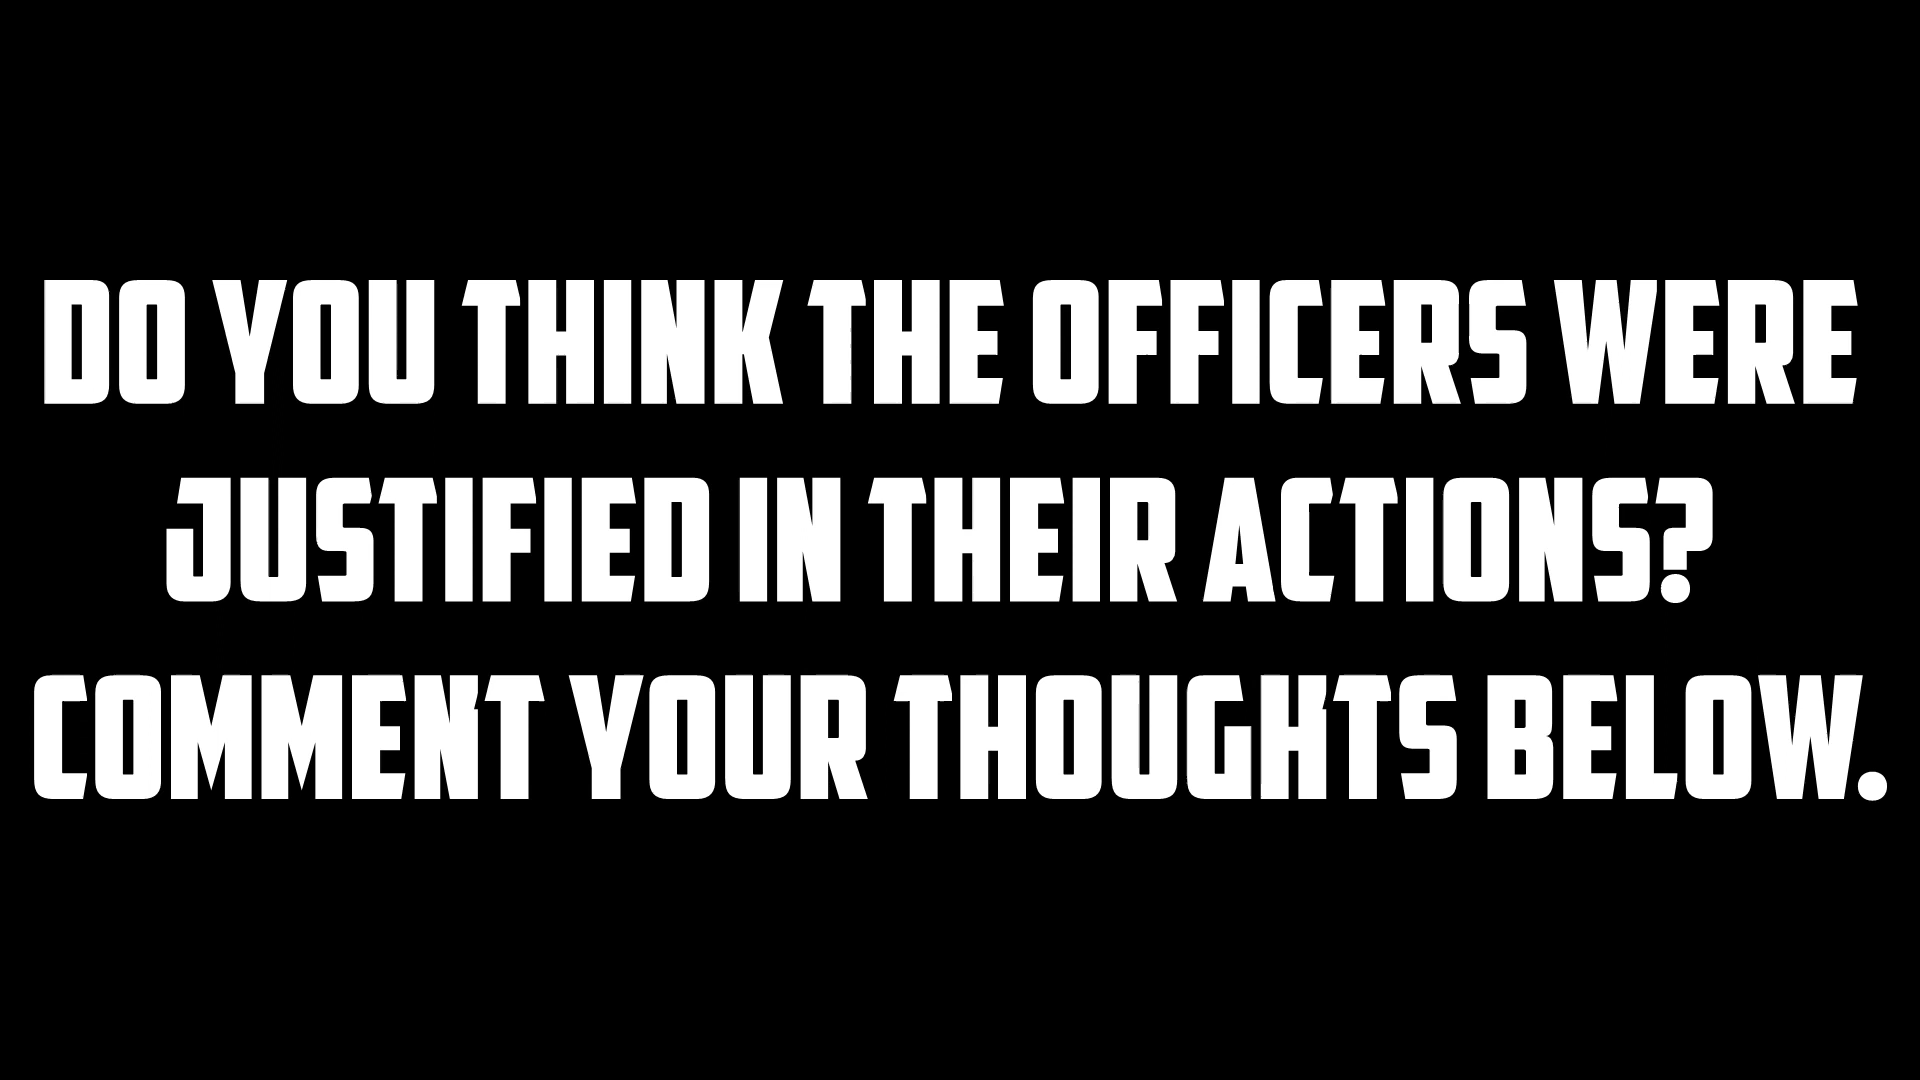 DO YOU THINK THE OFFICERS WERE
JUSTIFIED IN THEIR ACTIONS?
COMMENT YOUR THOUGHTS BELOW.